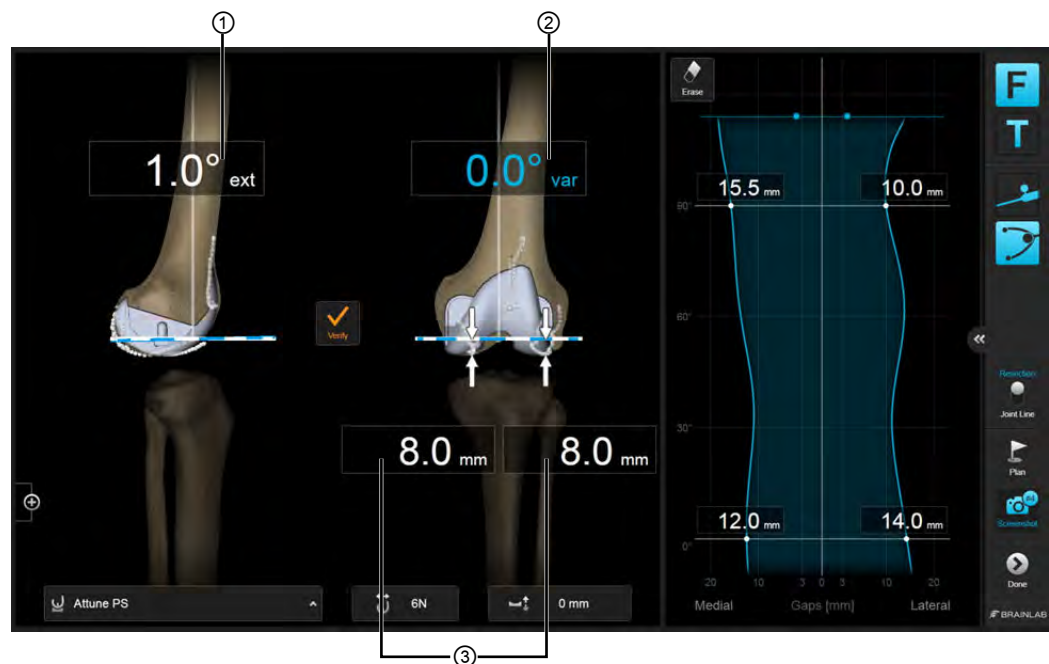 ① ②
Erase
F
T
1.0° ext
0.0° var
15.5 mm
10.0 mm
90°
Verify
60°
«
Resection
Joint Line
8.0 mm
8.0 mm
30°
Plan
12.0 mm
14.0 mm
Screenshot
0°
20 10 3 0 3 10 20
Medial Gaps [mm] Lateral
Done
Attune PS
6N
0 mm
BRAINLAB
③